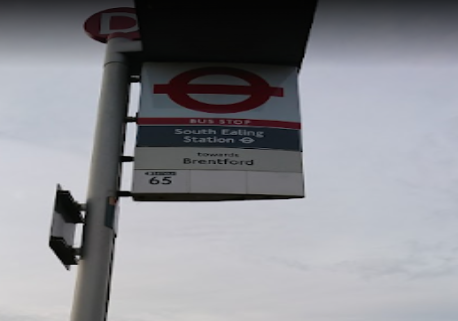 D
BUS STOP
South Ealing
Station
towards
Brentford
65